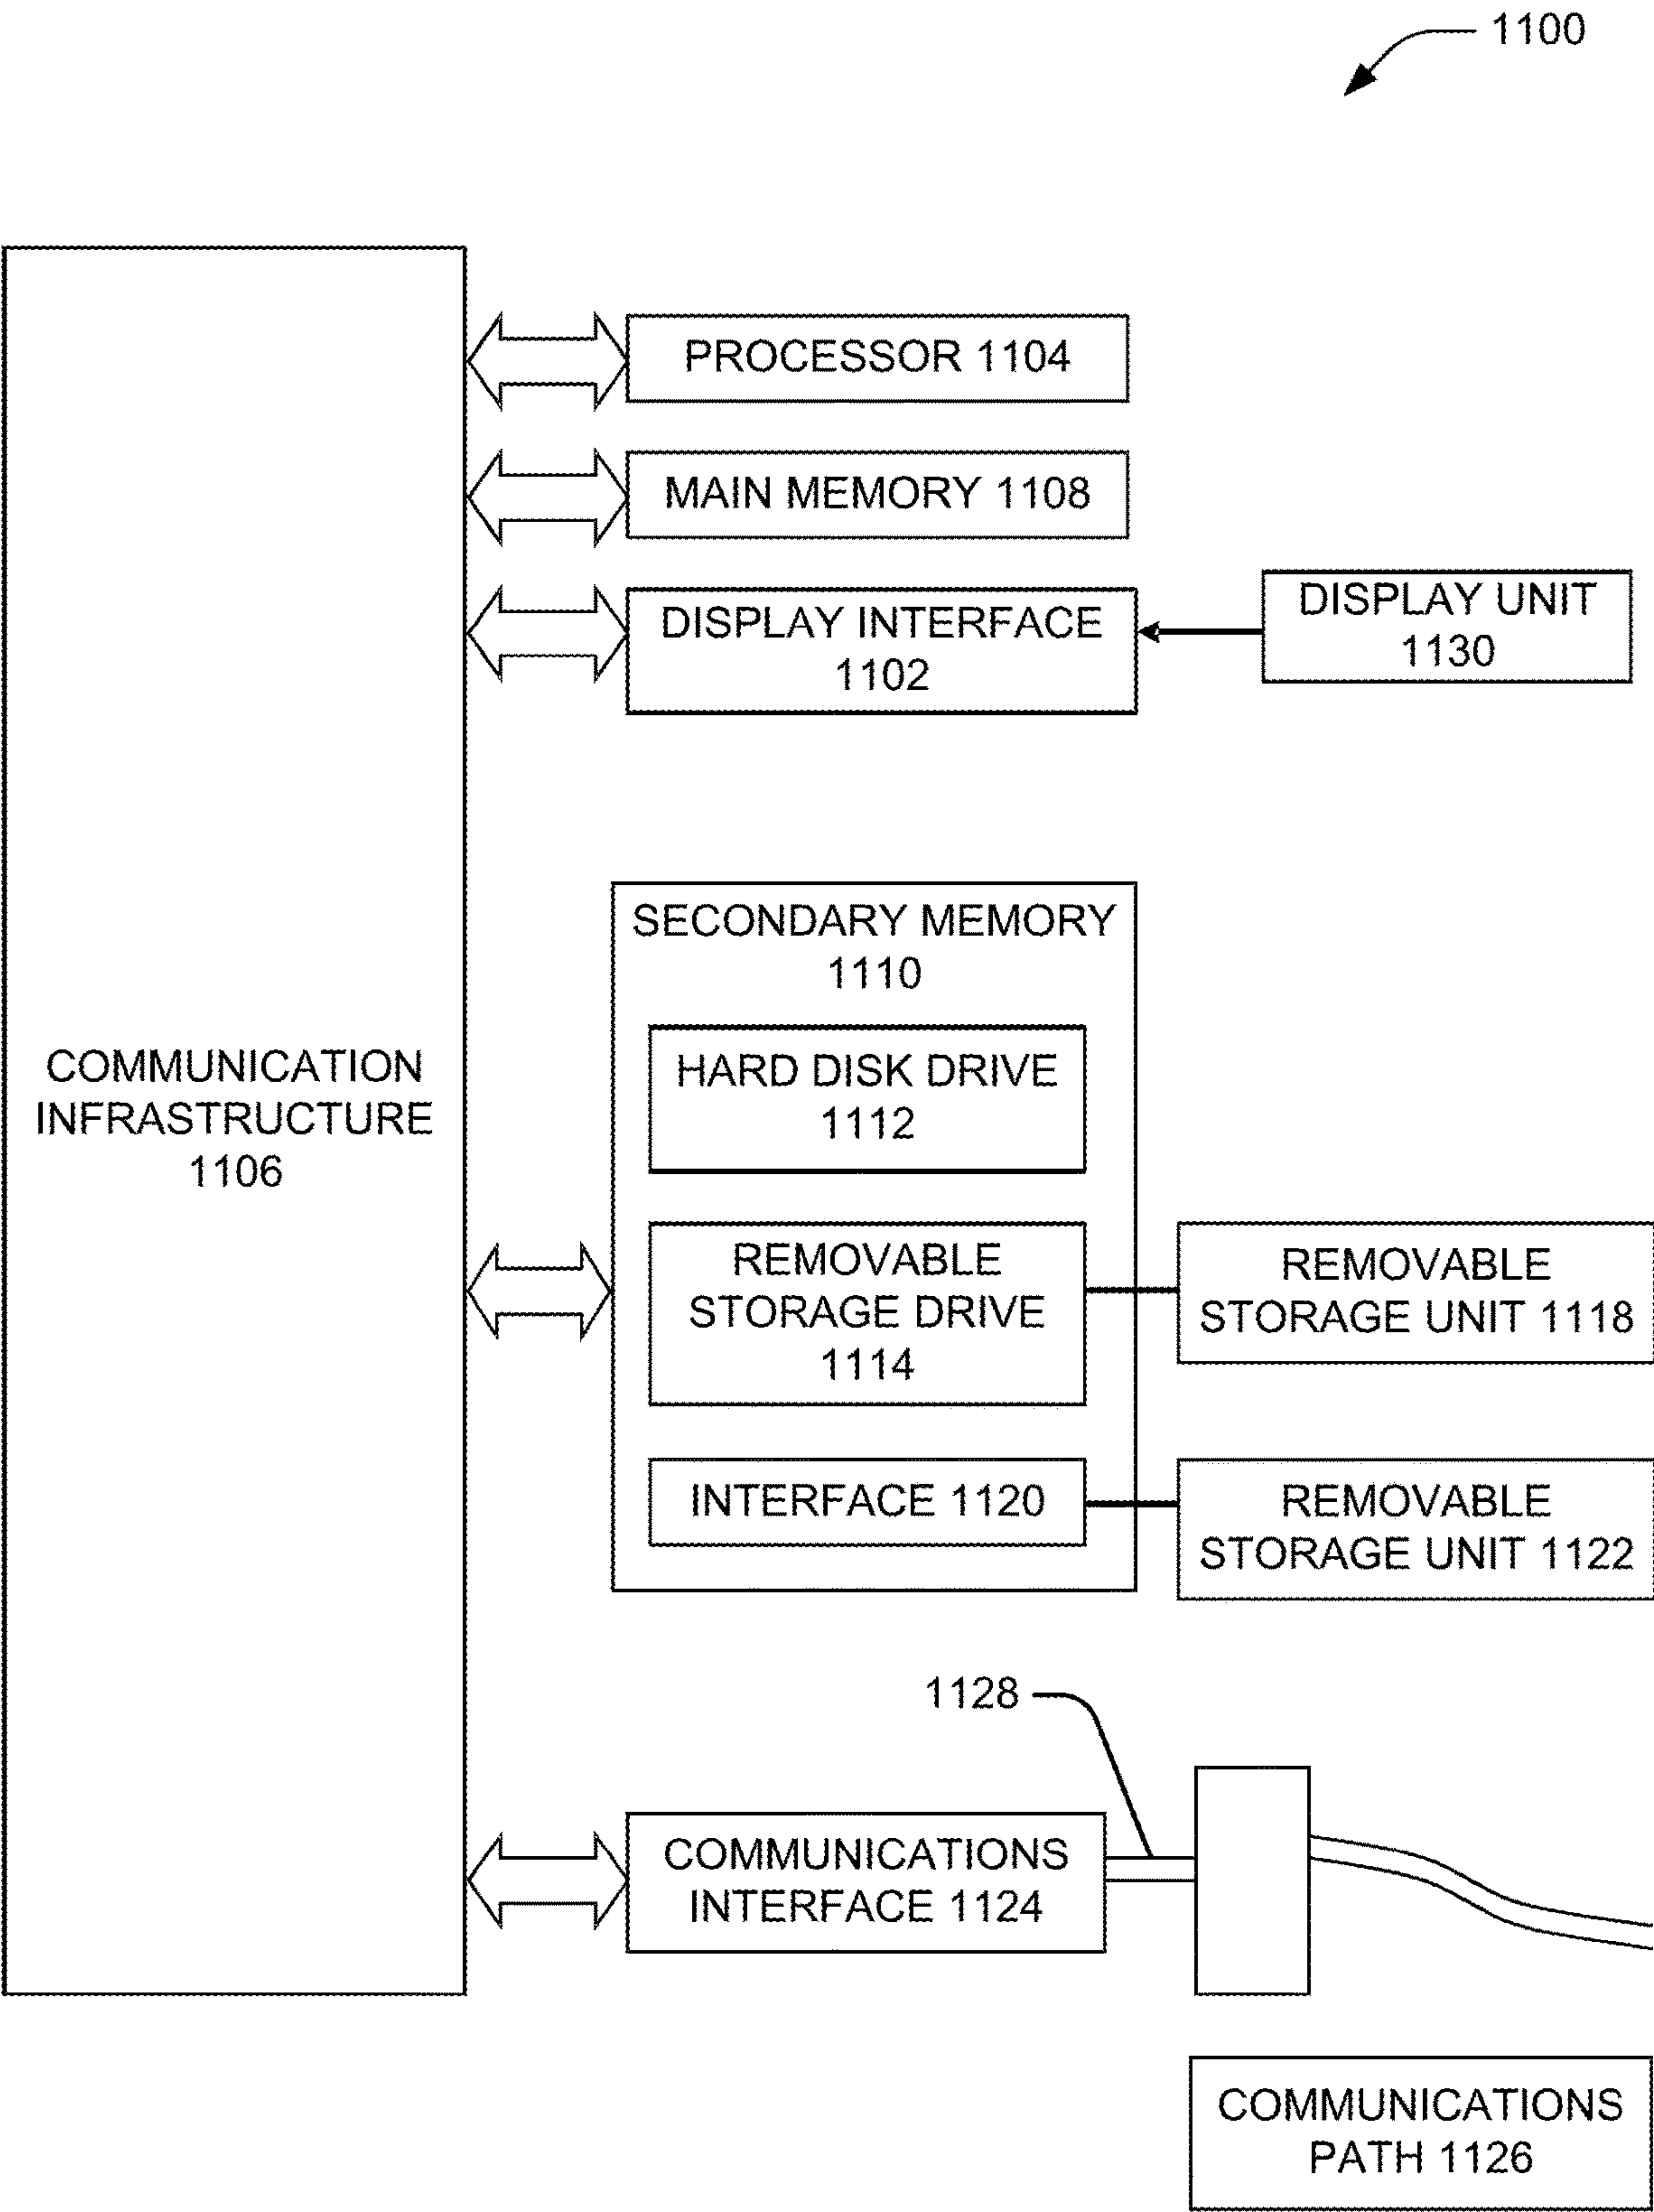 1100
PROCESSOR 1104
MAIN MEMORY 1108
DISPLAY INTERFACE
1102
DISPLAY UNIT
1130
COMMUNICATION
INFRASTRUCTURE
1106
SECONDARY MEMORY
1110
HARD DISK DRIVE
1112
REMOVABLE
STORAGE DRIVE
1114
REMOVABLE
STORAGE UNIT 1118
INTERFACE 1120
REMOVABLE
STORAGE UNIT 1122
1128
COMMUNICATIONS
INTERFACE 1124
COMMUNICATIONS
PATH 1126